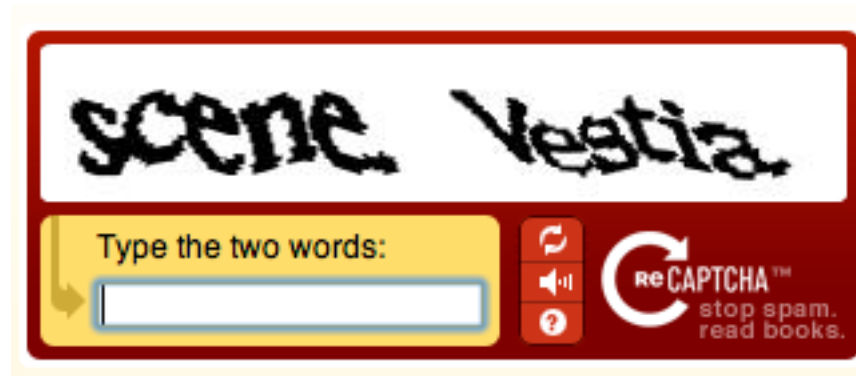 scene. Vestia.
Type the two words:
ReCAPTCHA™
stop spam.
read books.